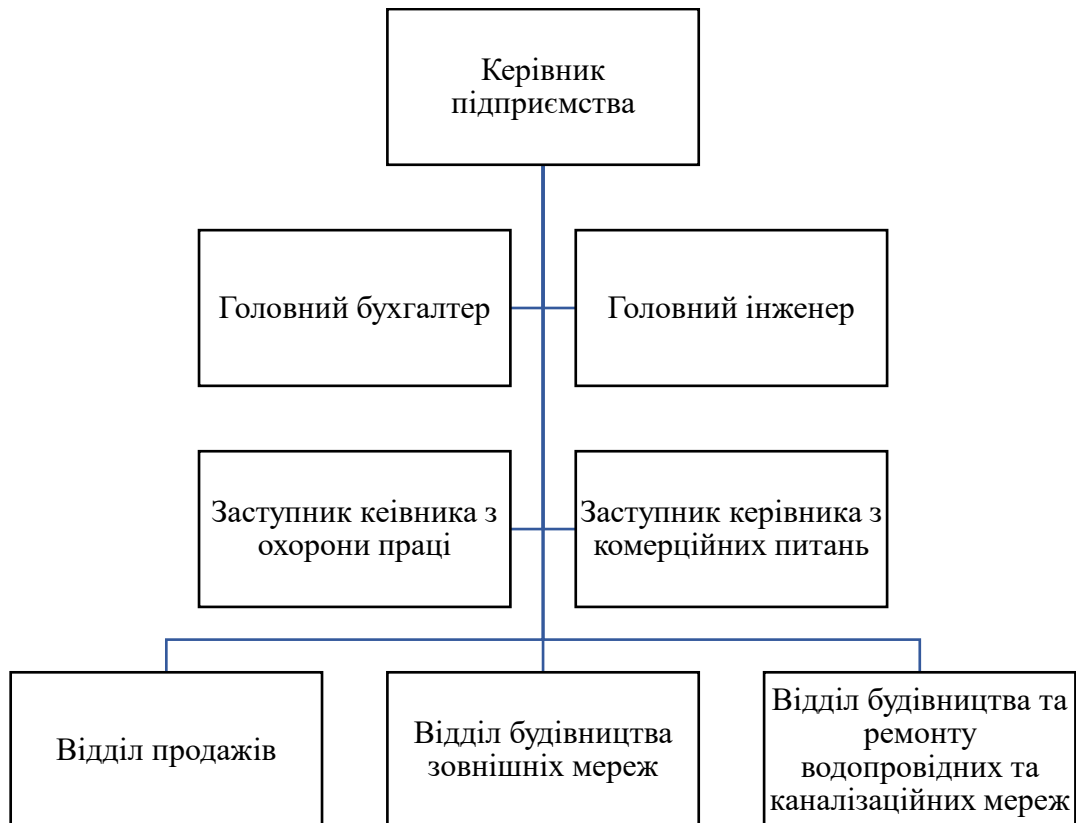 Керівник
підприємства
Головний бухгалтер
Головний інженер
Заступник кеівника з
охорони праці
Заступник керівника з
комерційних питань
Відділ продажів
Відділ будівництва
зовнішніх мереж
Відділ будівництва та
ремонту
водопровідних та
каналізаційних мереж